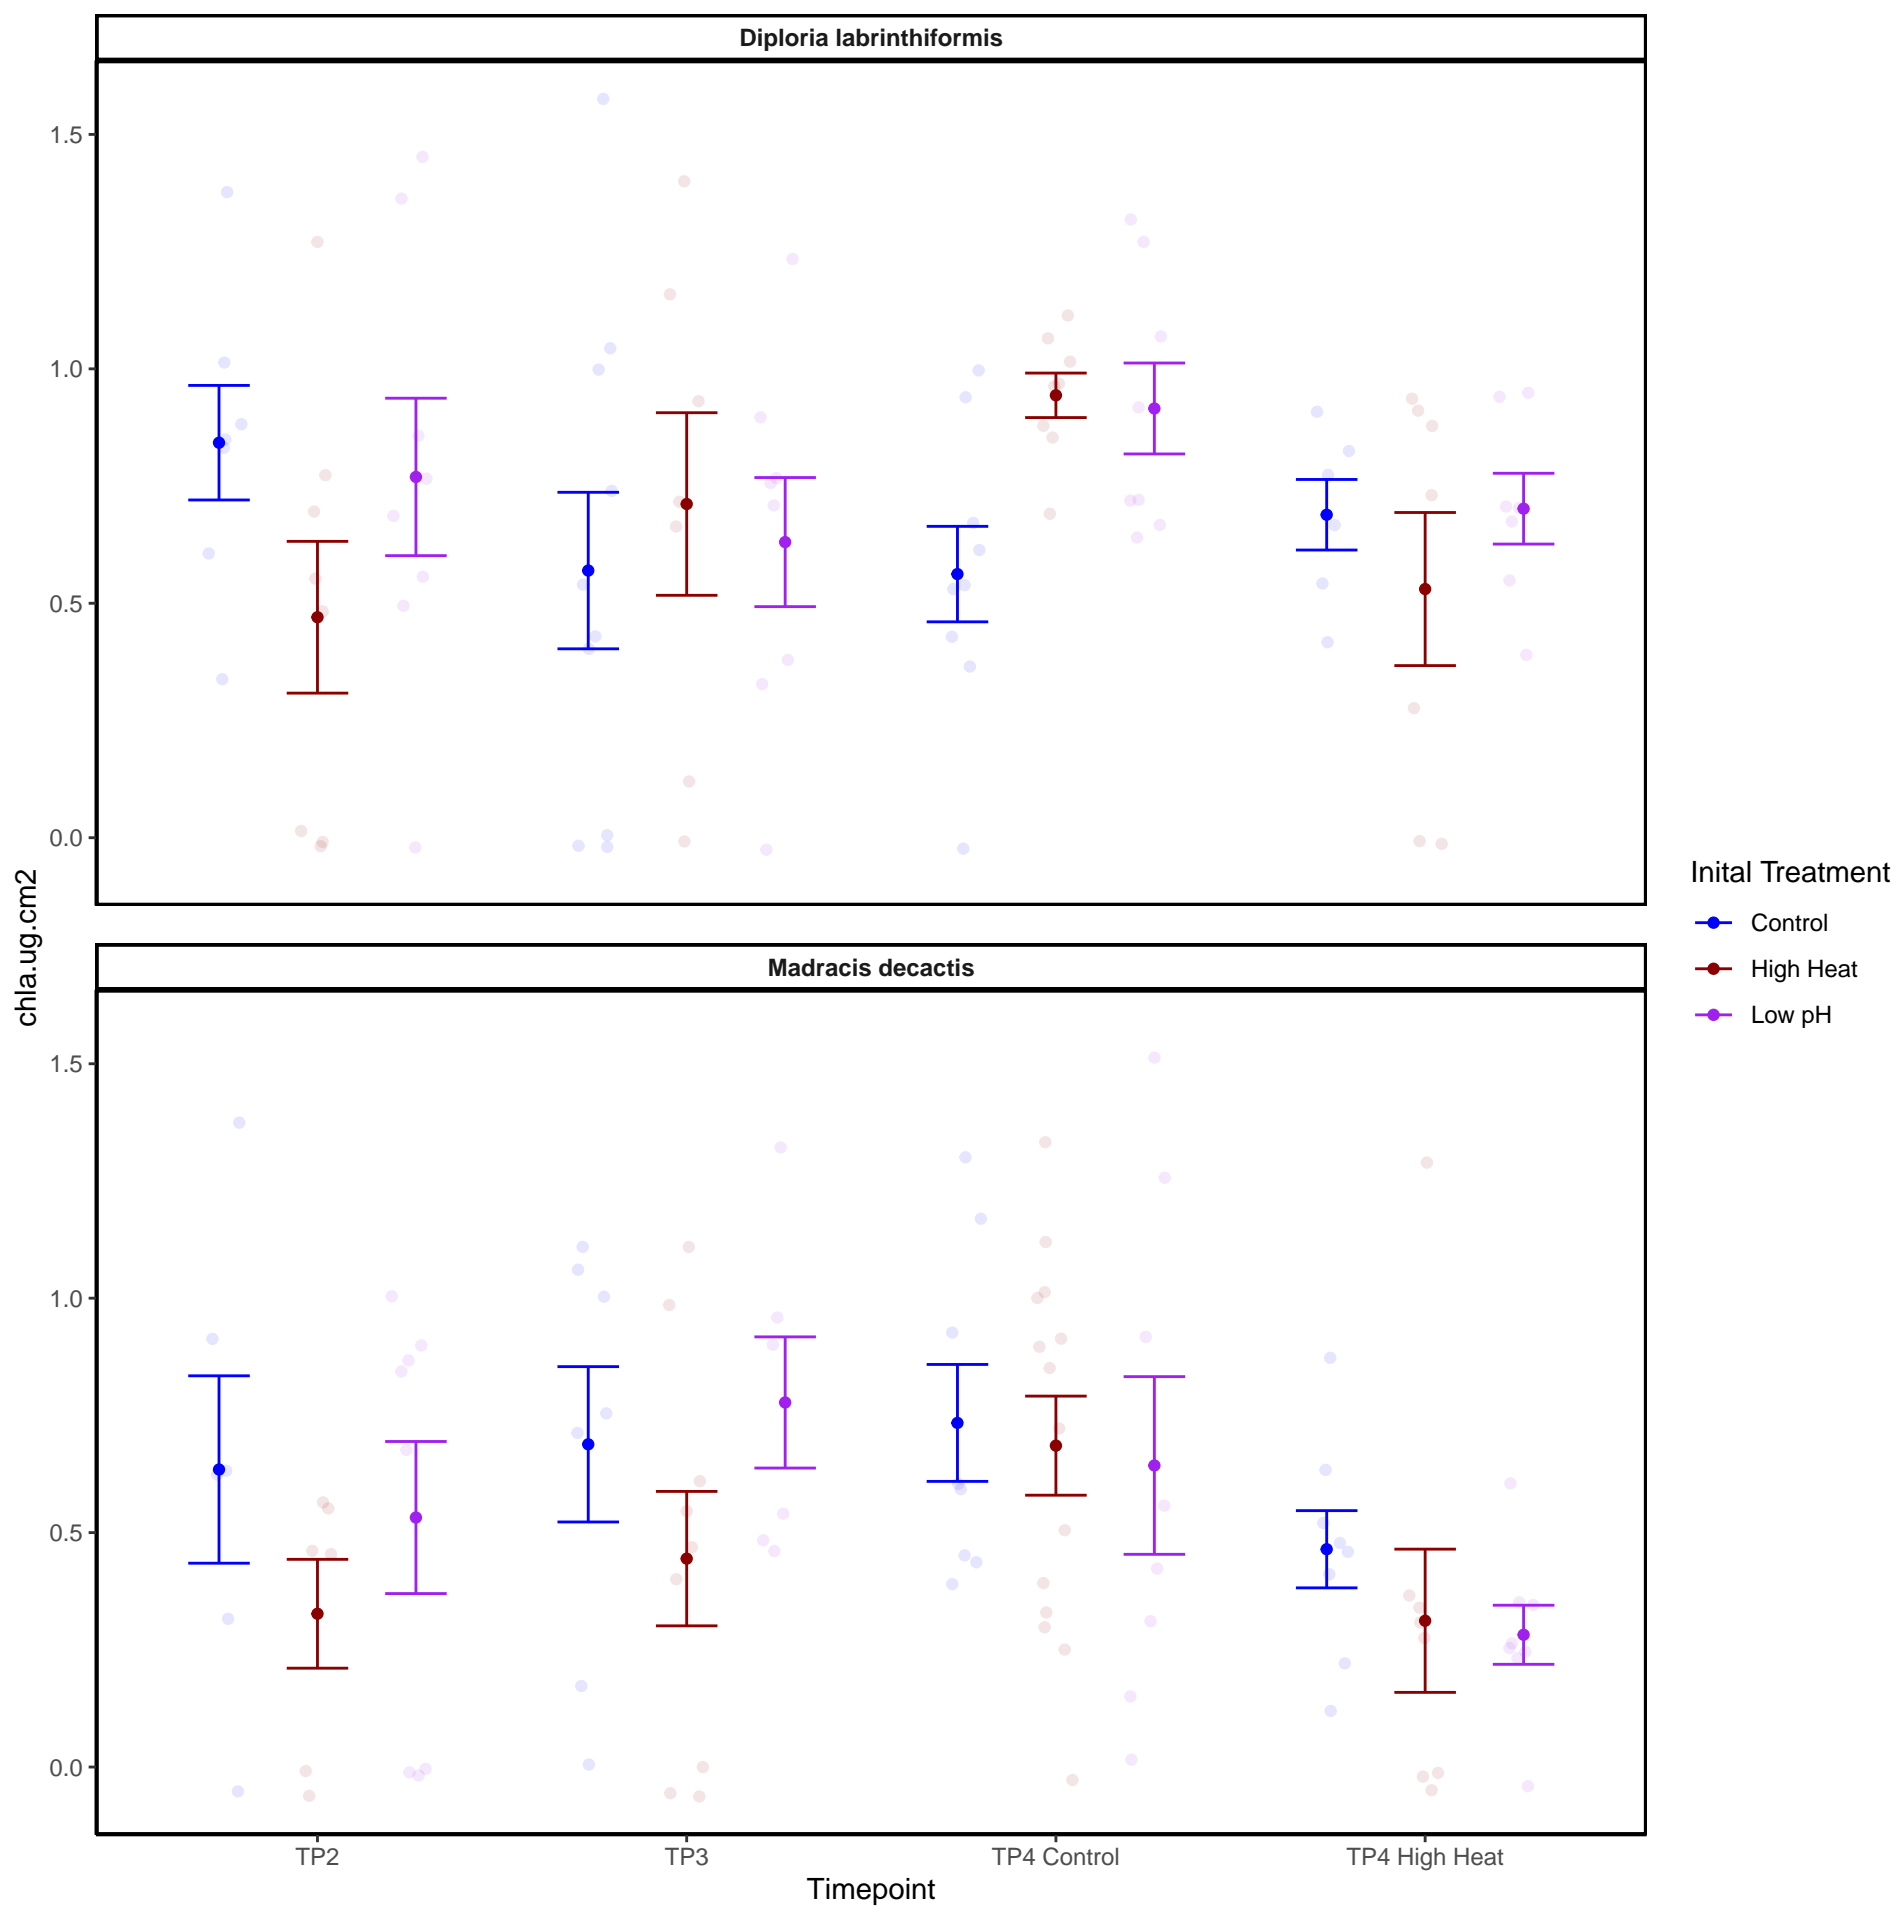 Diploria labrinthiformis
1.5
1.0
0.5
0.0
chla.ug.cm2
Madracis decactis
1.5
1.0
0.5
0.0
TP2
TP3
TP4 Control
TP4 High Heat
Timepoint
Inital Treatment
Control
High Heat
Low pH